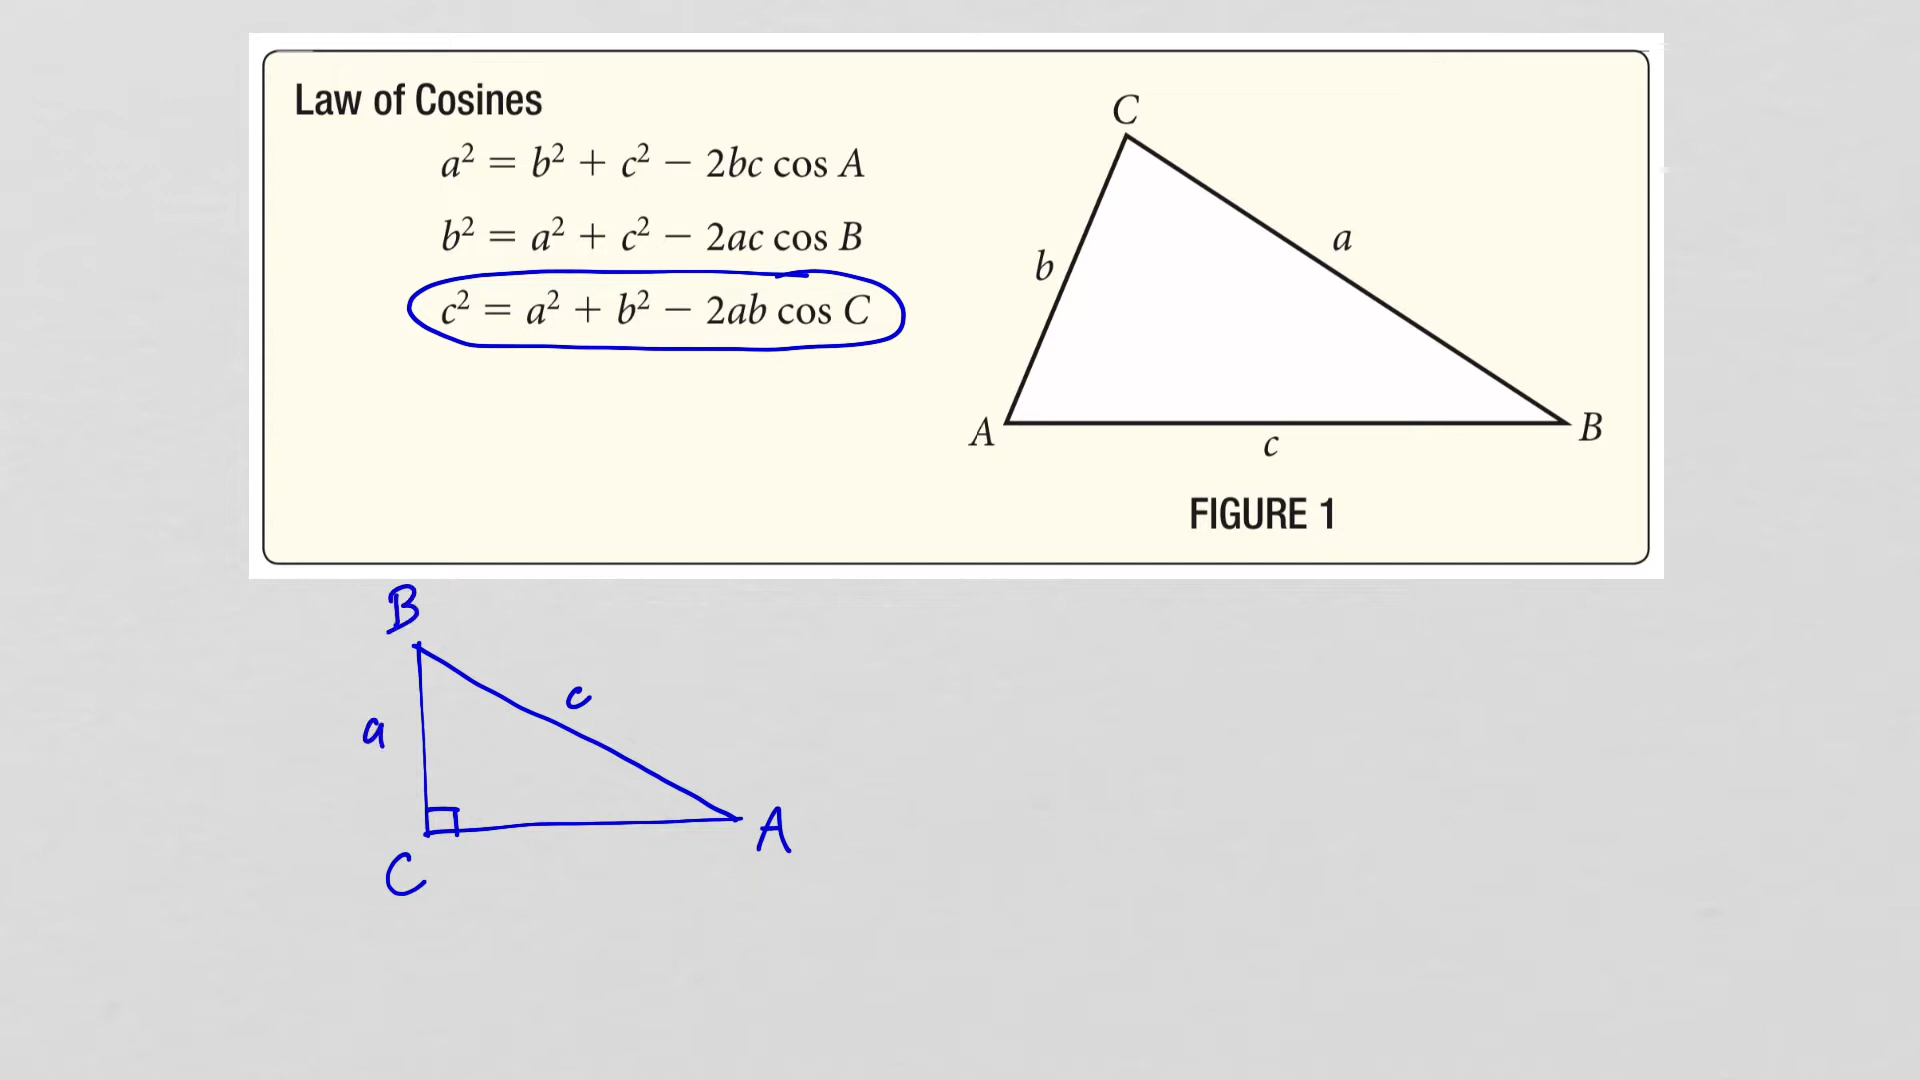 Law of Cosines
a² = b² + c² − 2bc cos A
b² = a² + c² − 2ac cos B
c² = a² + b² − 2ab cos C
C
b
a
A
c
B
FIGURE 1
B
c
a
A
C